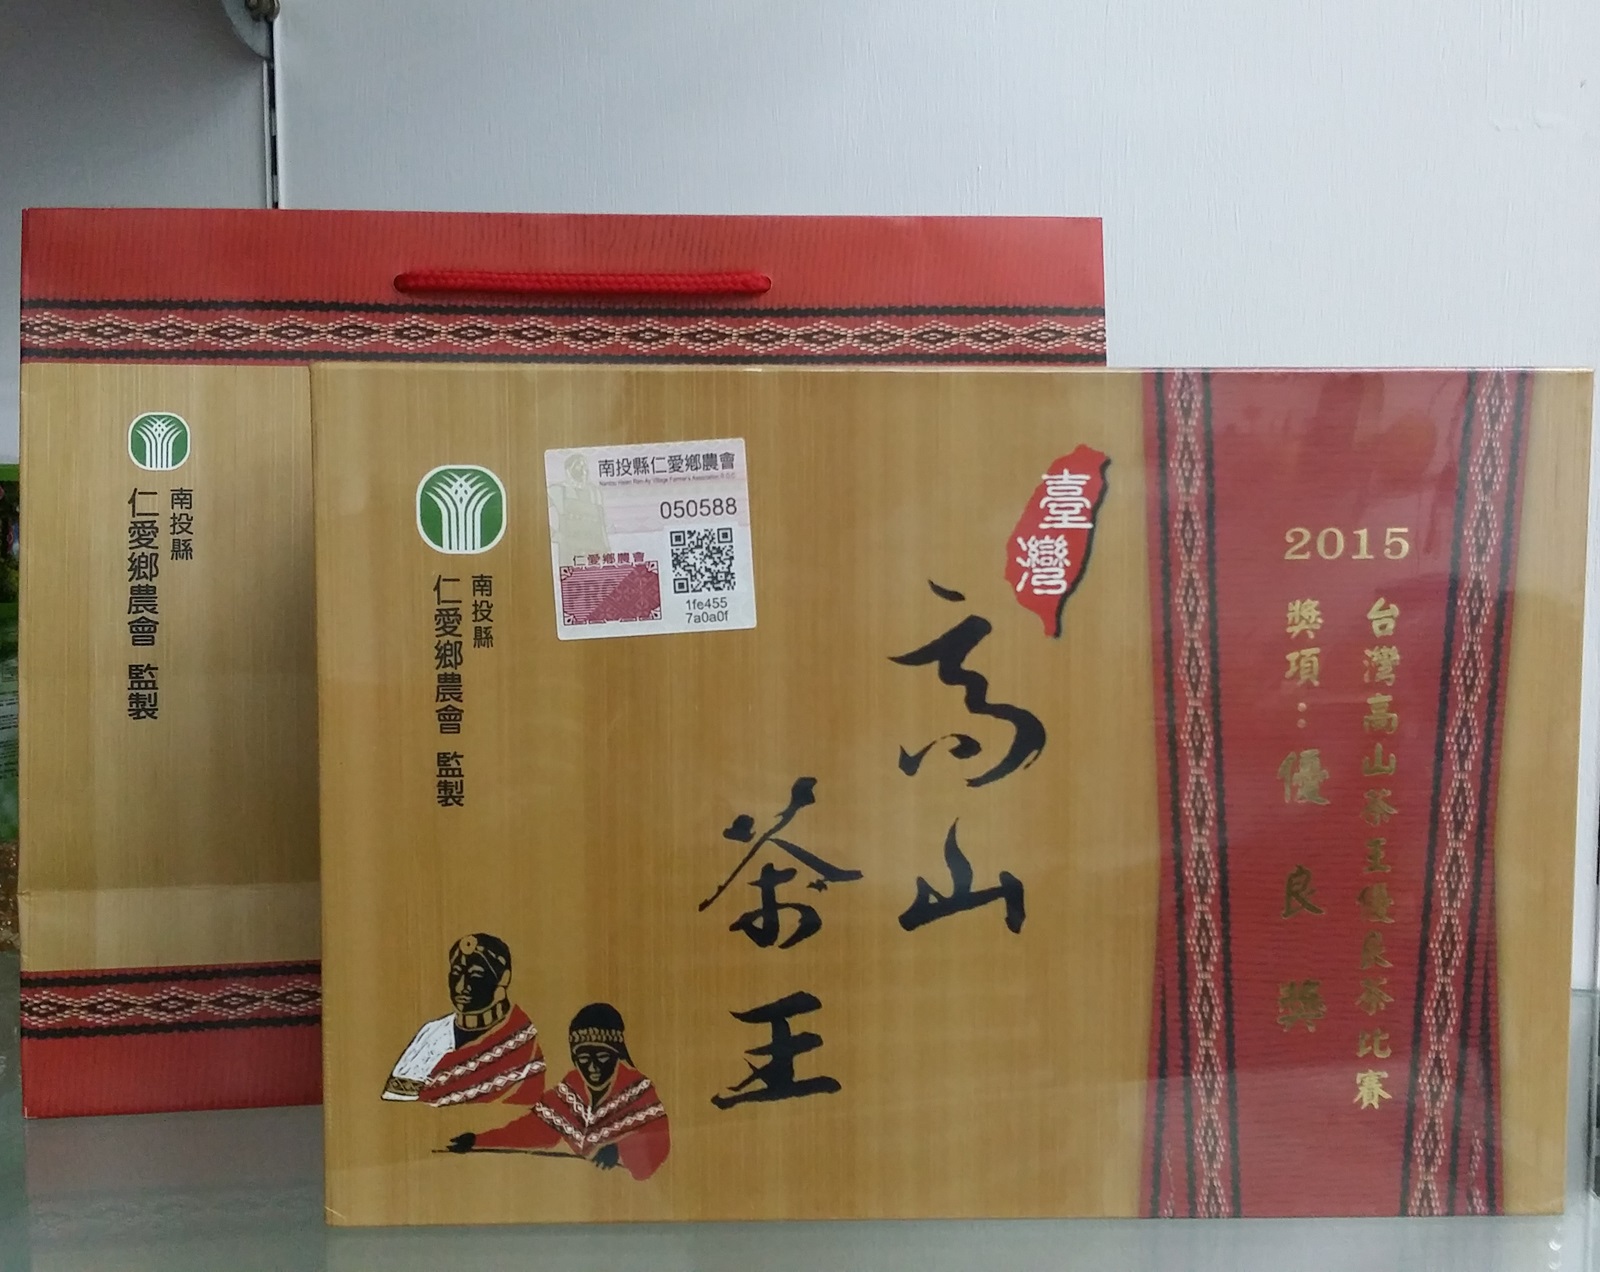 南投縣
仁愛鄉農會 監製
南投縣
仁愛鄉農會 監製
南投縣仁愛鄉農會
050588
仁愛鄉農會
1fe455
7a0a0f
臺灣
高山
茶王
2015
台灣高山茶王優良茶比賽
獎項：優良獎